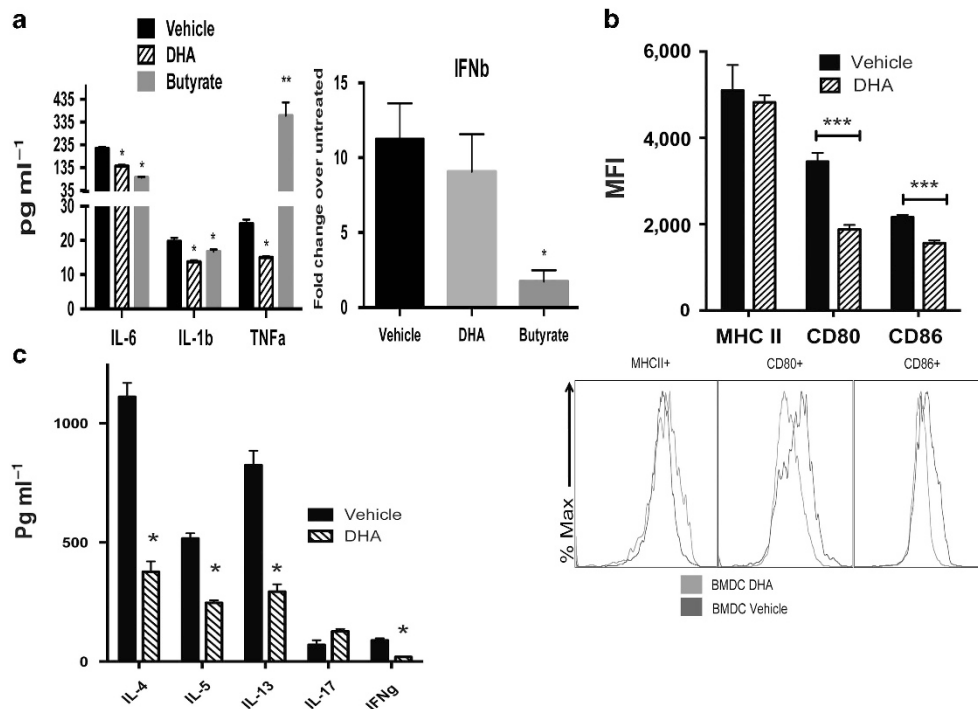 a
Vehicle
DHA
Butyrate
pg ml⁻¹
435
335
235
135
35
30
20
10
0
**
*
*
*
*
*
IL-6
IL-1b
TNFa
IFNb
Fold change over untreated
15
10
5
0
*
Vehicle
DHA
Butyrate
b
Vehicle
DHA
MFI
6,000
4,000
2,000
0
***
***
MHC II
CD80
CD86
MHCII+
CD80+
CD86+
% Max
BMDC DHA
BMDC Vehicle
c
Pg ml⁻¹
1000
500
0
Vehicle
DHA
*
*
*
*
IL-4
IL-5
IL-13
IL-17
IFNg